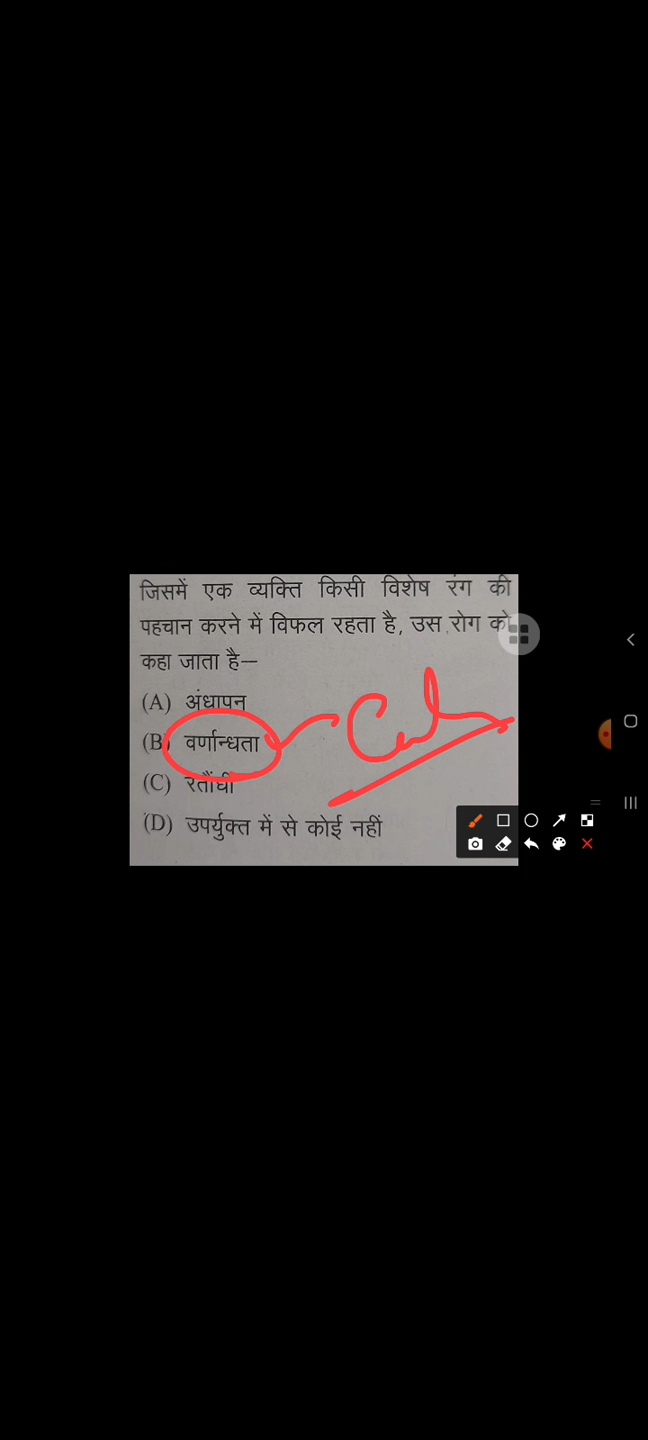 जिसमें एक व्यक्ति किसी विशेष रंग की
पहचान करने में विफल रहता है, उस रोग को
कहा जाता है—
(A) अंधापन
(B) वर्णान्धता
(C) रतौंधी
(D) उपर्युक्त में से कोई नहीं